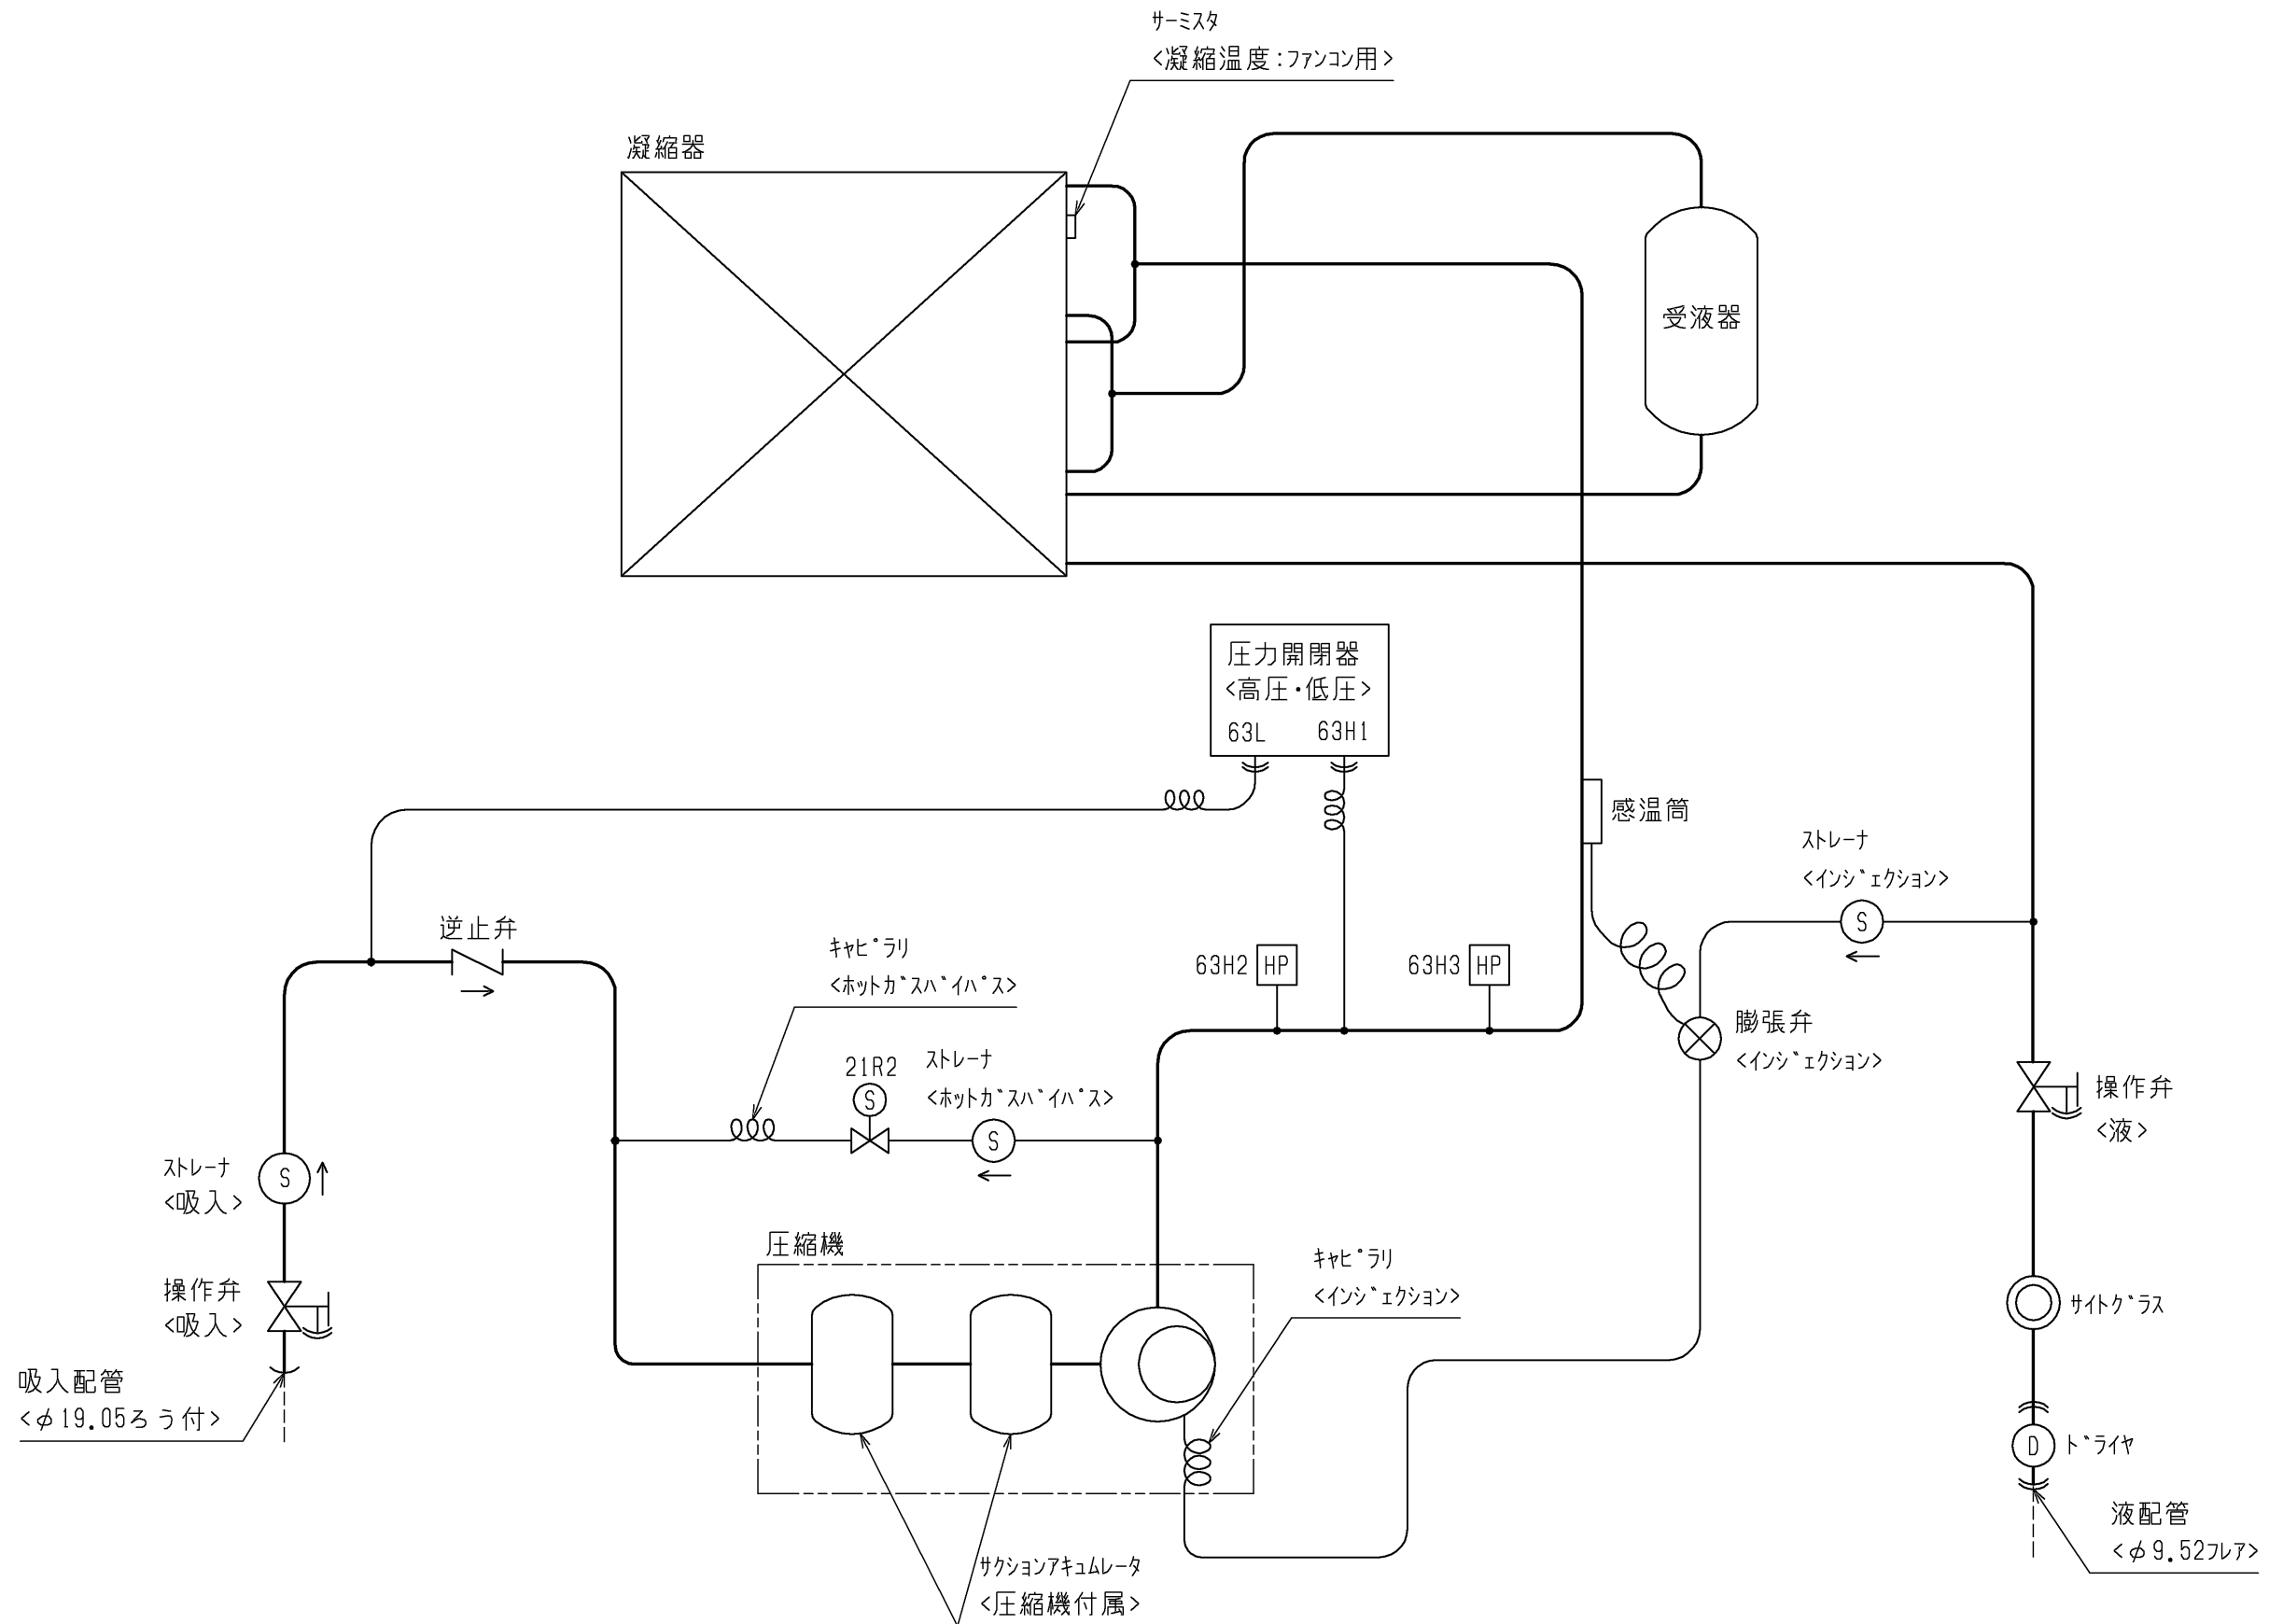 サーミスタ
<凝縮温度:ファンコン用>
凝縮器
受液器
圧力開閉器
<高圧・低圧>
63L 63H1
感温筒
ストレーナ
<インジェクション>
S
逆止弁
キャピラリ
<ホットガスバイパス>
63H2 HP
63H3 HP
膨張弁
<インジェクション>
21R2
S
ストレーナ
<ホットガスバイパス>
S
操作弁
<液>
ストレーナ
<吸入>
S
圧縮機
キャピラリ
<インジェクション>
操作弁
<吸入>
サイトグラス
吸入配管
<φ19.05ろう付>
D
ドライヤ
液配管
<φ9.52フレア>
サクションアキュムレータ
<圧縮機付属>